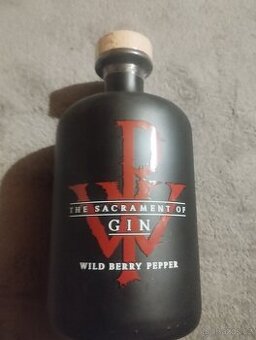 THE SACRAMENT OF
GIN
WILD BERRY PEPPER